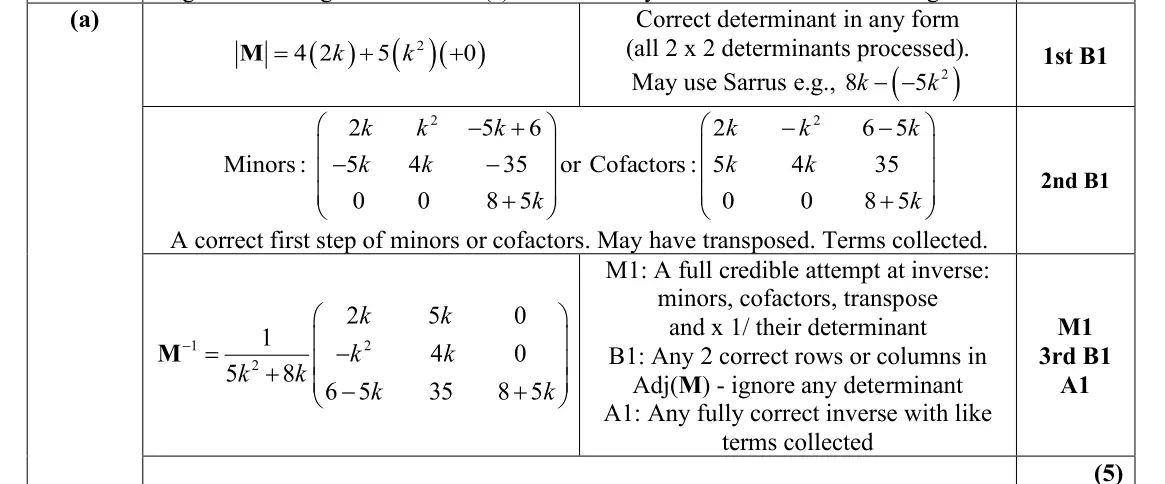 (a)
|M| = 4(2k) + 5(k²)(+0)
Correct determinant in any form
(all 2 x 2 determinants processed).
May use Sarrus e.g., 8k − (−5k²)
1st B1
Minors : ( 2k k² −5k + 6 ; −5k 4k −35 ; 0 0 8 + 5k ) or Cofactors : ( 2k −k² 6 − 5k ; 5k 4k 35 ; 0 0 8 + 5k )
2nd B1
A correct first step of minors or cofactors. May have transposed. Terms collected.
M⁻¹ = 1/(5k² + 8k) ( 2k 5k 0 ; −k² 4k 0 ; 6 − 5k 35 8 + 5k )
M1: A full credible attempt at inverse:
minors, cofactors, transpose
and x 1/ their determinant
B1: Any 2 correct rows or columns in
Adj(M) - ignore any determinant
A1: Any fully correct inverse with like
terms collected
M1
3rd B1
A1
(5)